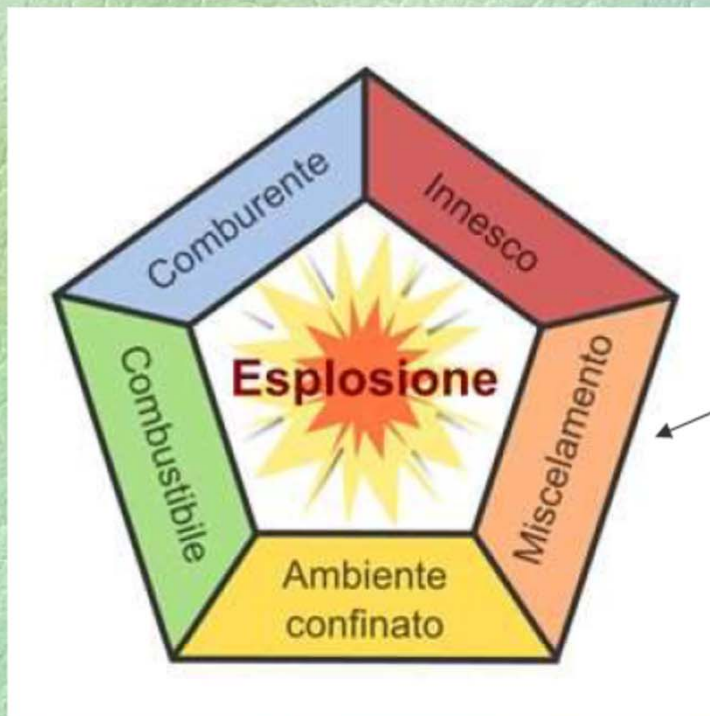 Comburente
Innesco
Esplosione
Combustibile
Miscelamento
Ambiente
confinato